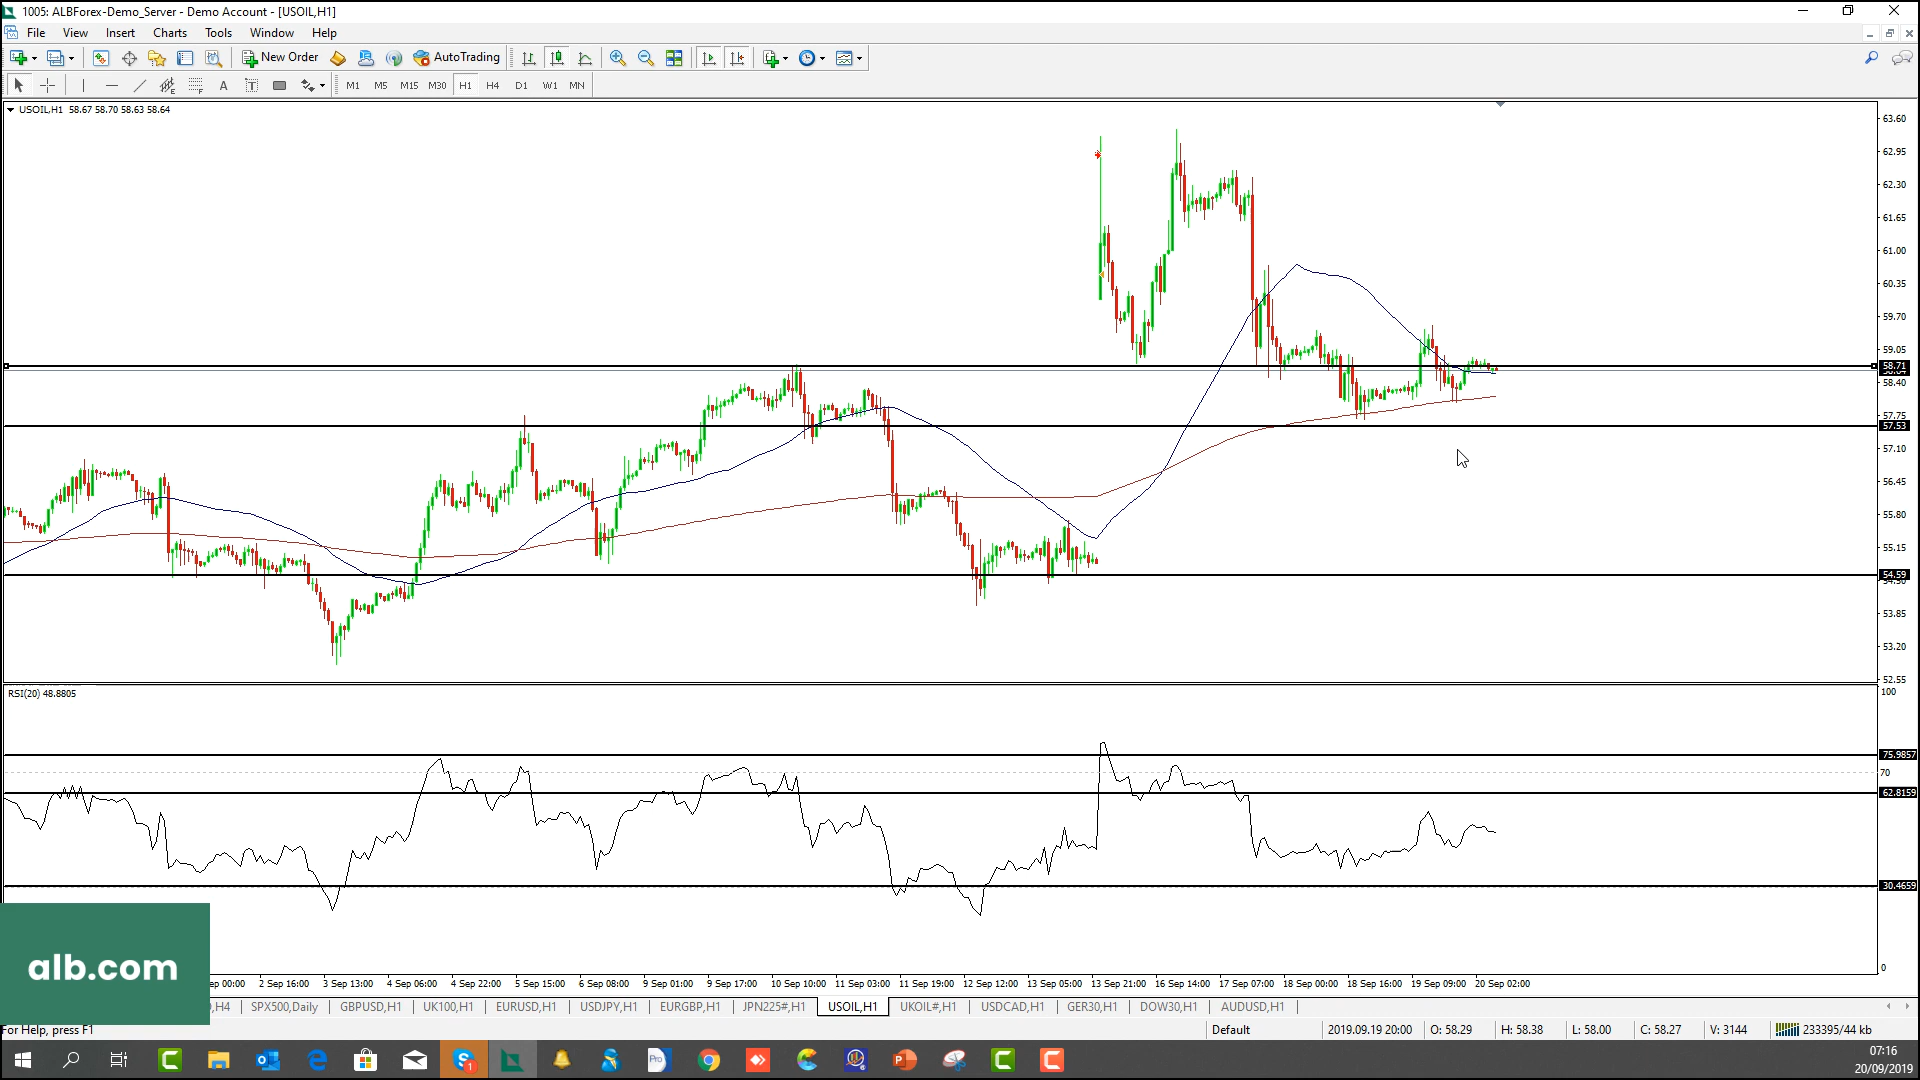 1005: ALBForex-Demo_Server - Demo Account - [USOIL,H1]
File View Insert Charts Tools Window Help
New Order AutoTrading
A T M1 M5 M15 M30 H1 H4 D1 W1 MN
USOIL,H1 58.67 58.70 58.63 58.64
63.60
62.95
62.30
61.65
61.00
60.35
59.70
59.05
58.71
58.40
57.75
57.53
57.10
56.45
55.80
55.15
54.59
53.85
53.20
52.55
RSI(20) 48.8805
100
75.9857
70
62.8159
30.4659
0
alb.com
2 Sep 16:00 3 Sep 13:00 4 Sep 06:00 4 Sep 22:00 5 Sep 15:00 6 Sep 08:00 9 Sep 01:00 9 Sep 17:00 10 Sep 10:00 11 Sep 03:00 11 Sep 19:00 12 Sep 12:00 13 Sep 05:00 13 Sep 21:00 16 Sep 14:00 17 Sep 07:00 18 Sep 00:00 18 Sep 16:00 19 Sep 09:00 20 Sep 02:00
,H4 SPX500,Daily GBPUSD,H1 UK100,H1 EURUSD,H1 USDJPY,H1 EURGBP,H1 JPN225#,H1 USOIL,H1 UKOIL#,H1 USDCAD,H1 GER30,H1 DOW30,H1 AUDUSD,H1
For Help, press F1 Default 2019.09.19 20:00 O: 58.29 H: 58.38 L: 58.00 C: 58.27 V: 3144 233395/44 kb
07:16
20/09/2019